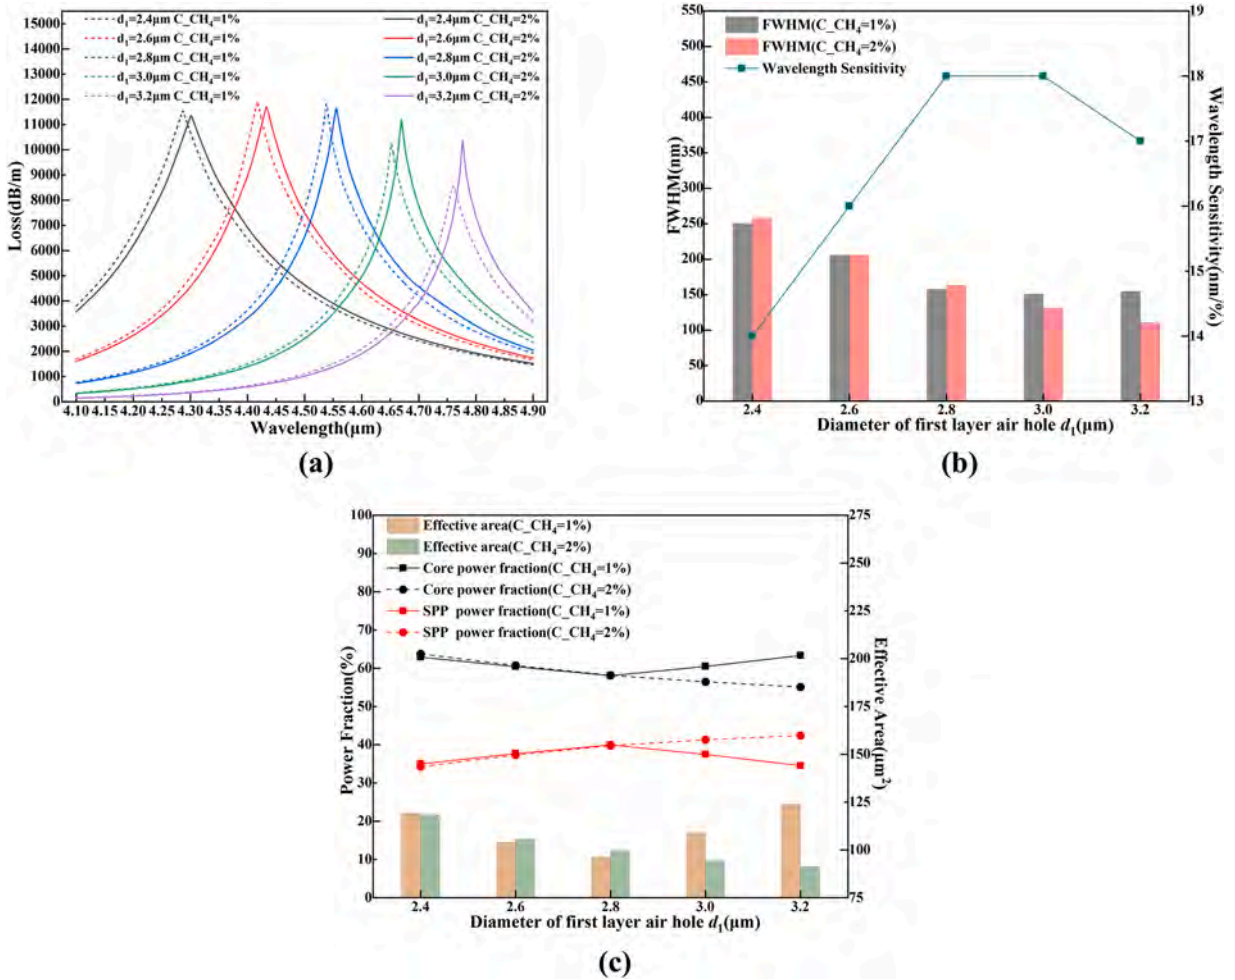 15000
14000
13000
12000
11000
10000
9000
8000
7000
6000
5000
4000
3000
2000
1000
0
Loss(dB/m)
d₁=2.4μm C_CH₄=1%
d₁=2.6μm C_CH₄=1%
d₁=2.8μm C_CH₄=1%
d₁=3.0μm C_CH₄=1%
d₁=3.2μm C_CH₄=1%
d₁=2.4μm C_CH₄=2%
d₁=2.6μm C_CH₄=2%
d₁=2.8μm C_CH₄=2%
d₁=3.0μm C_CH₄=2%
d₁=3.2μm C_CH₄=2%
4.10 4.15 4.20 4.25 4.30 4.35 4.40 4.45 4.50 4.55 4.60 4.65 4.70 4.75 4.80 4.85 4.90
Wavelength(μm)
(a)
550
500
450
400
350
300
250
200
150
100
50
0
FWHM(nm)
FWHM(C_CH₄=1%)
FWHM(C_CH₄=2%)
Wavelength Sensitivity
19
18
17
16
15
14
13
Wavelength Sensitivity(nm/%)
2.4 2.6 2.8 3.0 3.2
Diameter of first layer air hole d₁(μm)
(b)
100
90
80
70
60
50
40
30
20
10
0
Power Fraction(%)
Effective area(C_CH₄=1%)
Effective area(C_CH₄=2%)
Core power fraction(C_CH₄=1%)
Core power fraction(C_CH₄=2%)
SPP power fraction(C_CH₄=1%)
SPP power fraction(C_CH₄=2%)
275
250
225
200
175
150
125
100
75
Effective Area(μm²)
2.4 2.6 2.8 3.0 3.2
Diameter of first layer air hole d₁(μm)
(c)